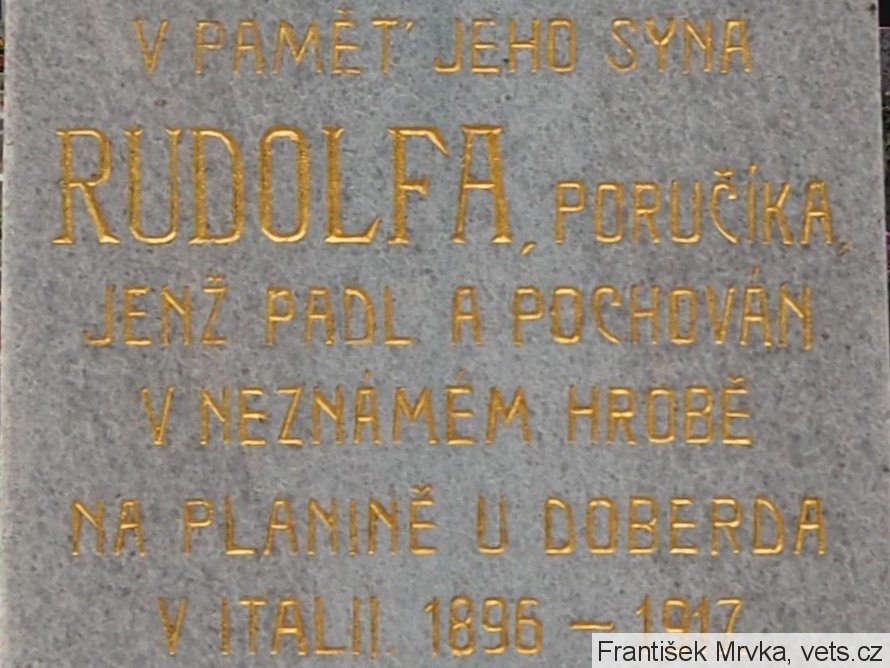 V PAMĚŤ JEHO SYNA
RUDOLFA, PORUČÍKA,
JENŽ PADL A POCHOVÁN
V NEZNÁMÉM HROBĚ
NA PLANINĚ U DOBERDA
V ITALII. 1896 – 1917.
František Mrvka, vets.cz